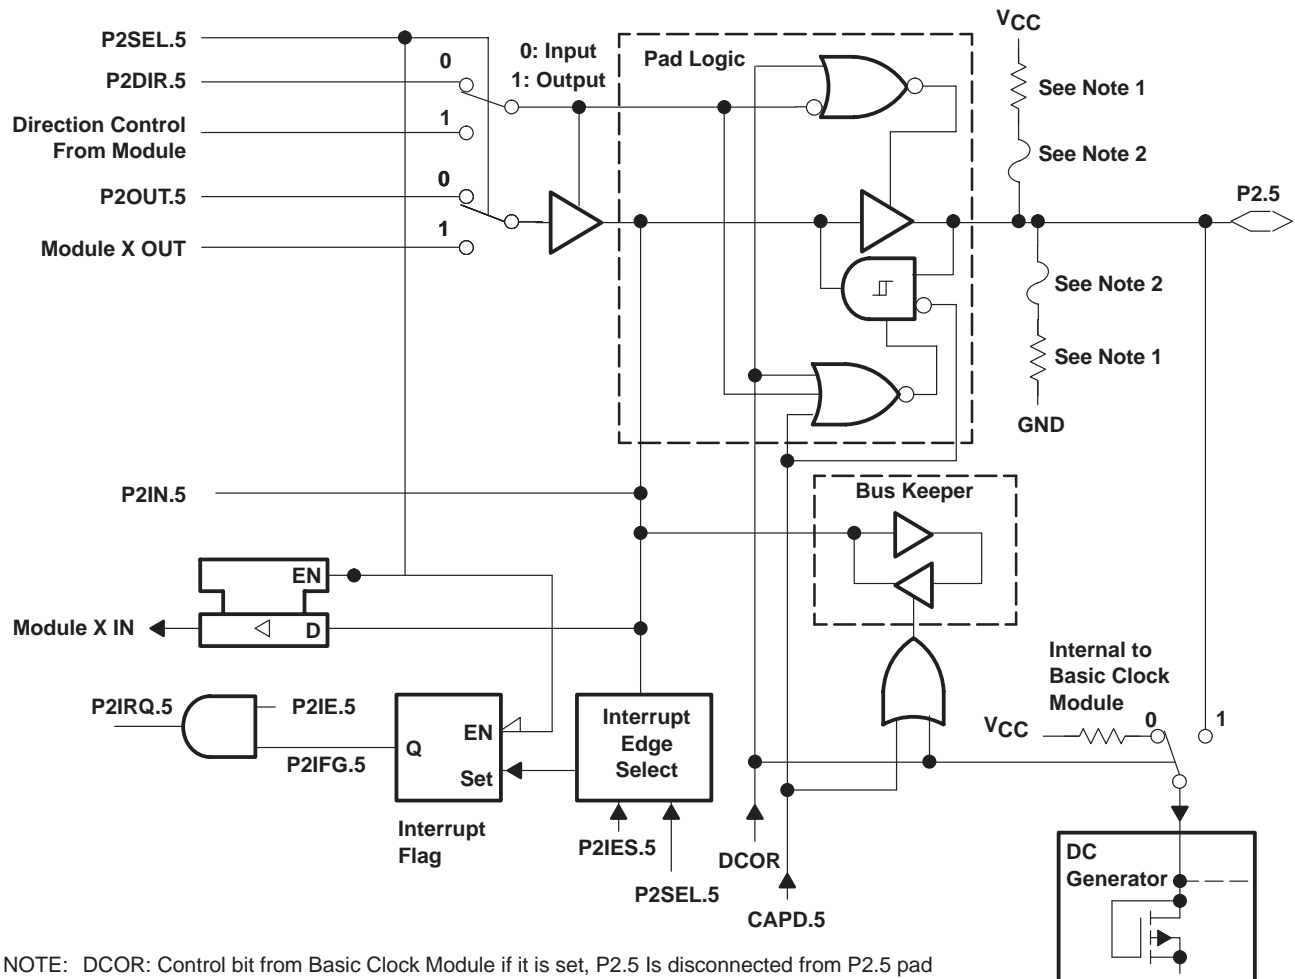 P2SEL.5
0
P2DIR.5
0: Input
1: Output
Direction Control
From Module
1
P2OUT.5
0
Module X OUT
1
Pad Logic
VCC
See Note 1
See Note 2
P2.5
See Note 2
See Note 1
GND
P2IN.5
Bus Keeper
EN
Module X IN
D
P2IRQ.5
P2IE.5
P2IFG.5
Q
EN
Set
Interrupt
Flag
Interrupt
Edge
Select
P2IES.5
P2SEL.5
DCOR
CAPD.5
Internal to
Basic Clock
Module
VCC
0
1
DC
Generator
NOTE: DCOR: Control bit from Basic Clock Module if it is set, P2.5 Is disconnected from P2.5 pad